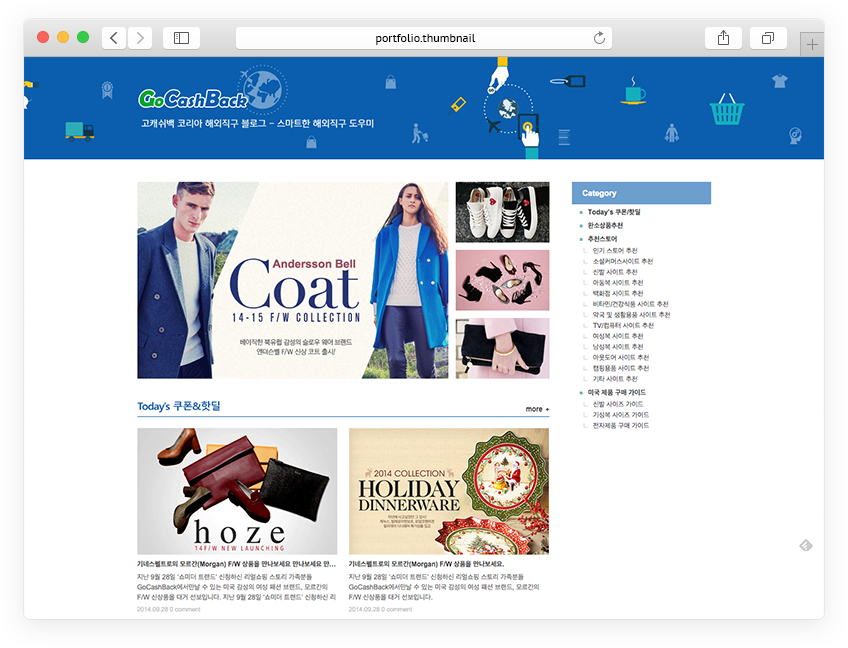 portfolio.thumbnail
GoCashBack
고캐쉬백 코리아 해외직구 블로그 – 스마트한 해외직구 도우미
Andersson Bell
Coat
14-15 F/W COLLECTION
베이직한 북유럽 감성의 슬로우 웨어 브랜드
앤더슨벨 F/W 신상 코트 출시!
Category
Today's 쿠폰/핫딜
완소상품추천
추천스토어
인기 스토어 추천
소셜커머스사이트 추천
신발 사이트 추천
아동복 사이트 추천
백화점 사이트 추천
비타민/건강식품 사이트 추천
약국 및 생활용품 사이트 추천
TV/컴퓨터 사이트 추천
여성복 사이트 추천
남성복 사이트 추천
아웃도어 사이트 추천
캠핑용품 사이트 추천
기타 사이트 추천
미국 제품 구매 가이드
신발 사이즈 가이드
기성복 사이즈 가이드
전자제품 구매 가이드
Today's 쿠폰&핫딜
more +
hoze
14F/W NEW LAUNCHING
2014 COLLECTION
HOLIDAY
DINNERWARE
기네스펠트로의 모르간(Morgan) F/W 상품을 만나보세요 만나보세요 만...
지난 9월 28일 '쇼미더 트렌드' 신청하신 리얼쇼핑 스토리 가족분들
GoCashBack에서만날 수 있는 미국 감성의 여성 패션 브랜드, 모르간의
F/W 신상품을 대거 선보입니다. 지난 9월 28일 '쇼미더 트렌드' 신청하신 리
2014.09.28 0 comment
기네스펠트로의 모르간(Morgan) F/W 상품을 만나보세요.
지난 9월 28일 '쇼미더 트렌드' 신청하신 리얼쇼핑 스토리 가족분들
GoCashBack에서만날 수 있는 미국 감성의 여성 패션 브랜드, 모르간의
F/W 신상품을 대거 선보입니다.
2014.09.28 0 comment